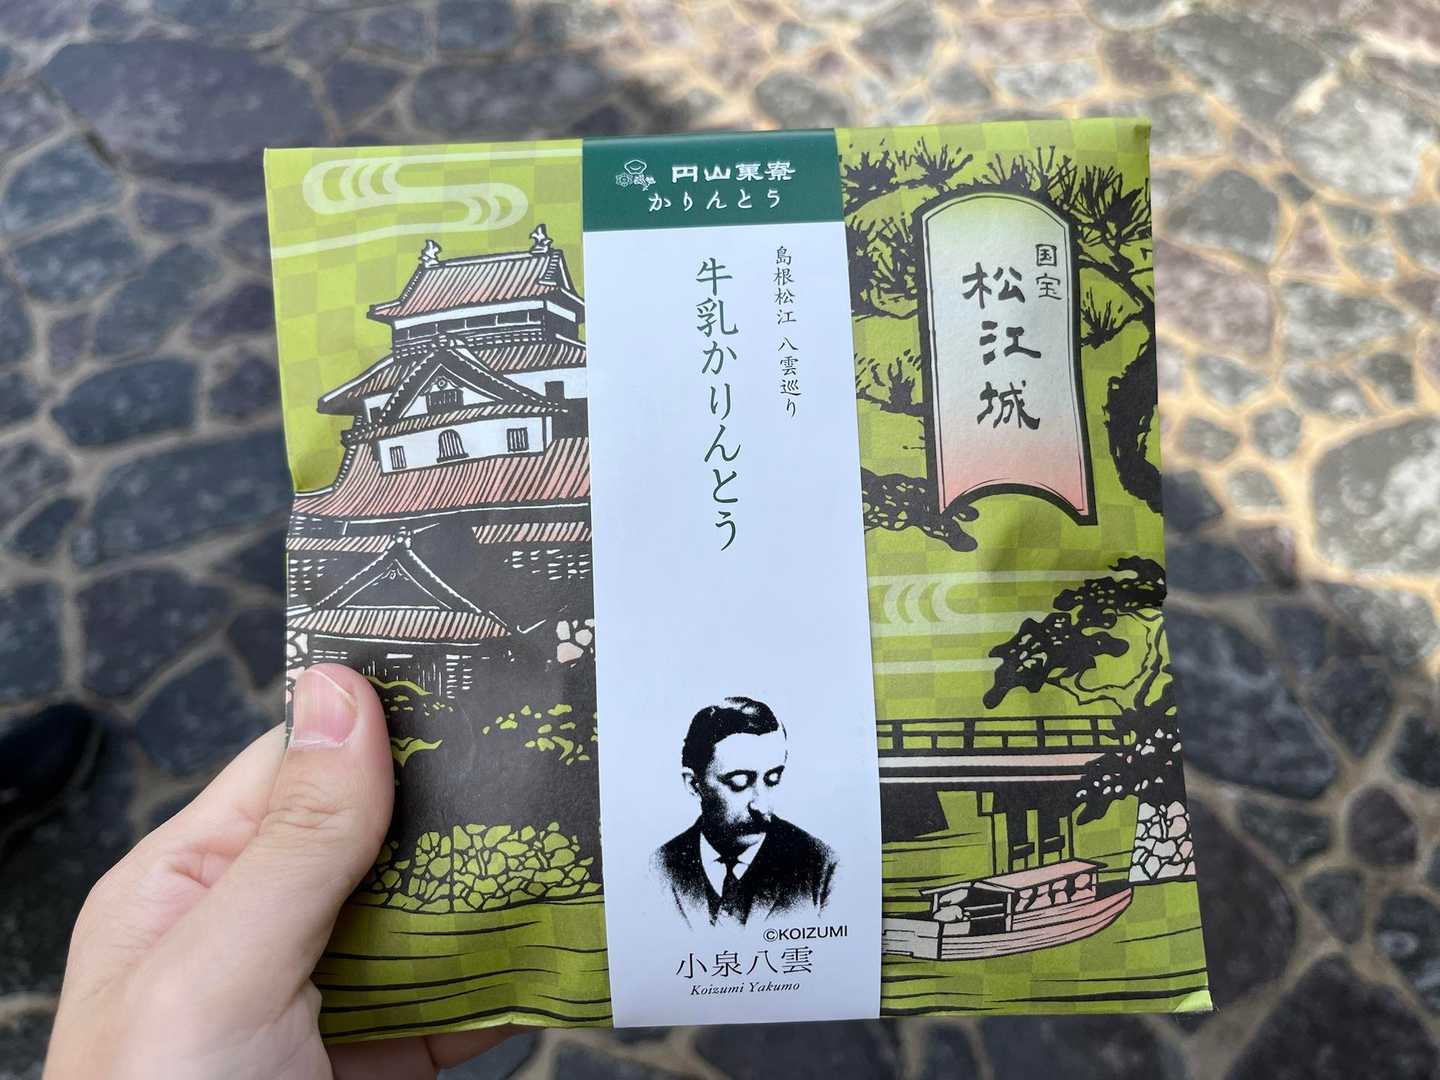 円山菓寮
かりんとう
島根松江 八雲巡り
牛乳かりんとう
国宝
松江城
©KOIZUMI
小泉八雲
Koizumi Yakumo